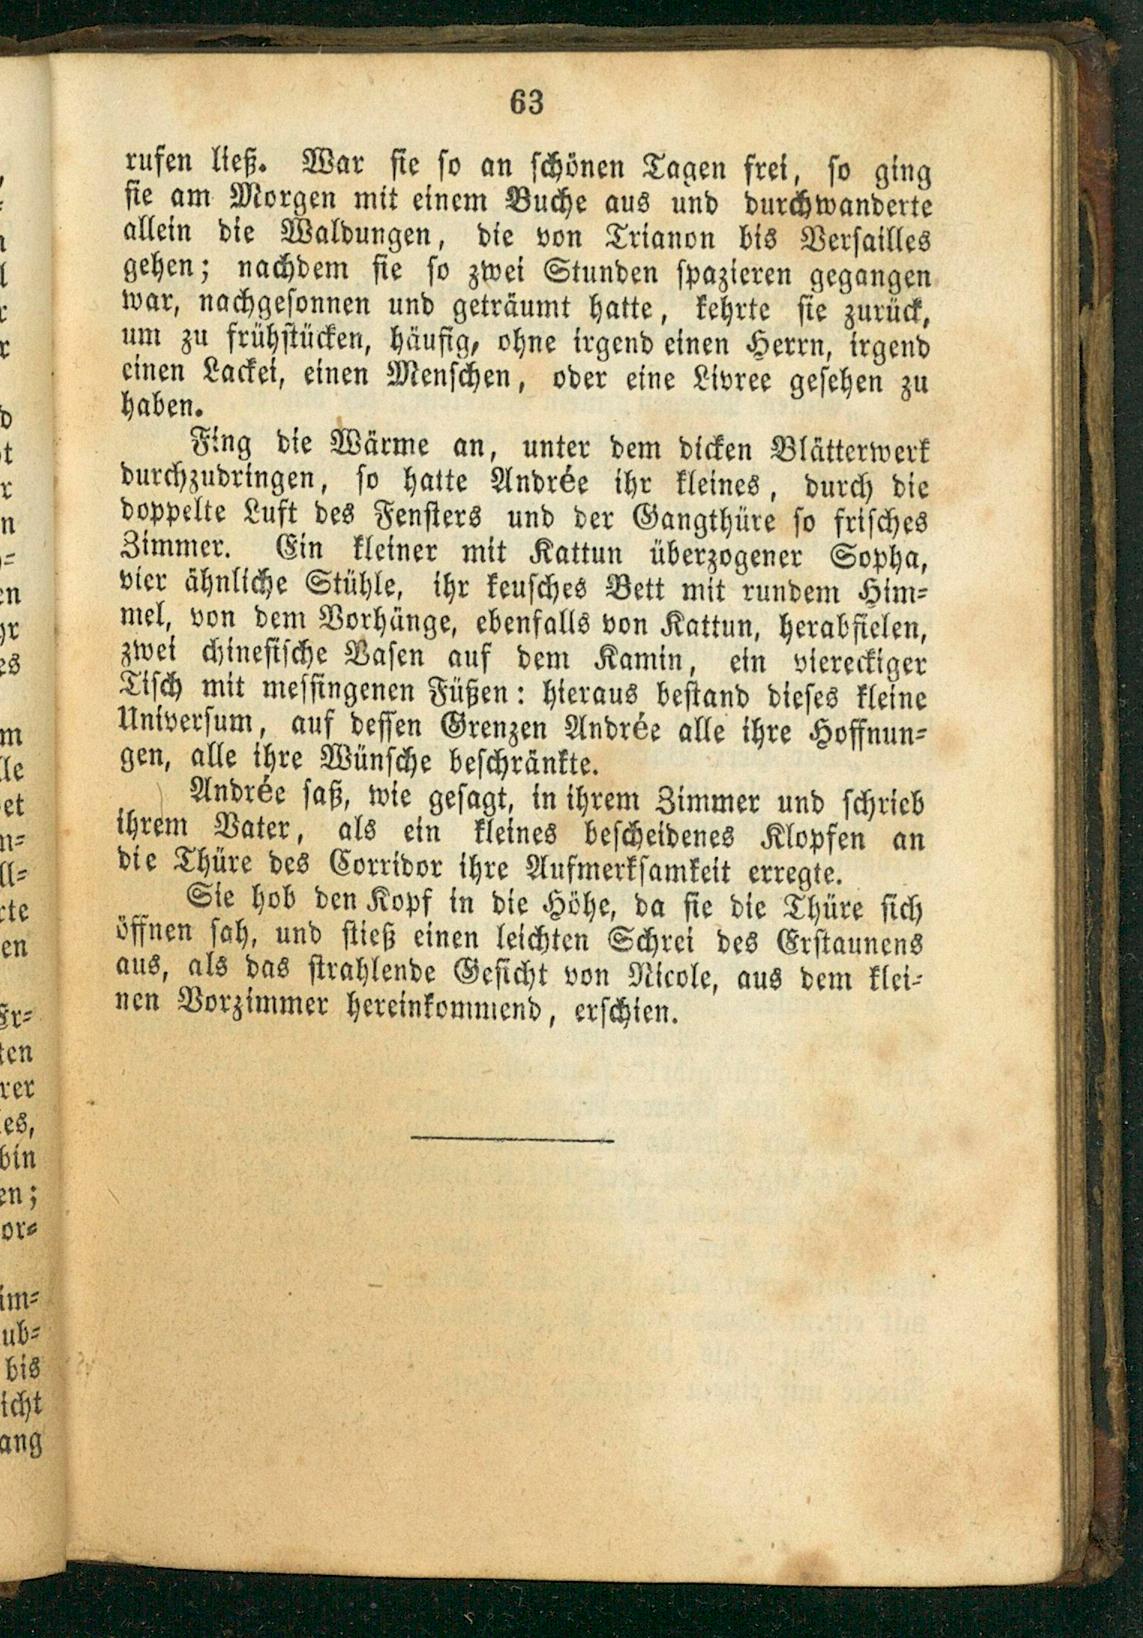 63
rufen ließ. War sie so an schönen Tagen frei, so ging
sie am Morgen mit einem Buche aus und durchwanderte
allein die Waldungen, die von Trianon bis Versailles
gehen; nachdem sie so zwei Stunden spazieren gegangen
war, nachgesonnen und geträumt hatte, kehrte sie zurück,
um zu frühstücken, häufig, ohne irgend einen Herrn, irgend
einen Lackei, einen Menschen, oder eine Livree gesehen zu
haben.
Fing die Wärme an, unter dem dicken Blätterwerk
durchzudringen, so hatte Andrée ihr kleines, durch die
doppelte Luft des Fensters und der Gangthüre so frisches
Zimmer. Ein kleiner mit Kattun überzogener Sopha,
vier ähnliche Stühle, ihr keusches Bett mit rundem Him-
mel, von dem Vorhänge, ebenfalls von Kattun, herabfielen,
zwei chinesische Vasen auf dem Kamin, ein viereckiger
Tisch mit messingenen Füßen: hieraus bestand dieses kleine
Universum, auf dessen Grenzen Andrée alle ihre Hoffnun-
gen, alle ihre Wünsche beschränkte.
Andrée saß, wie gesagt, in ihrem Zimmer und schrieb
ihrem Vater, als ein kleines bescheidenes Klopfen an
die Thüre des Corridor ihre Aufmerksamkeit erregte.
Sie hob den Kopf in die Höhe, da sie die Thüre sich
öffnen sah, und stieß einen leichten Schrei des Erstaunens
aus, als das strahlende Gesicht von Nicole, aus dem klei-
nen Vorzimmer hereinkommend, erschien.